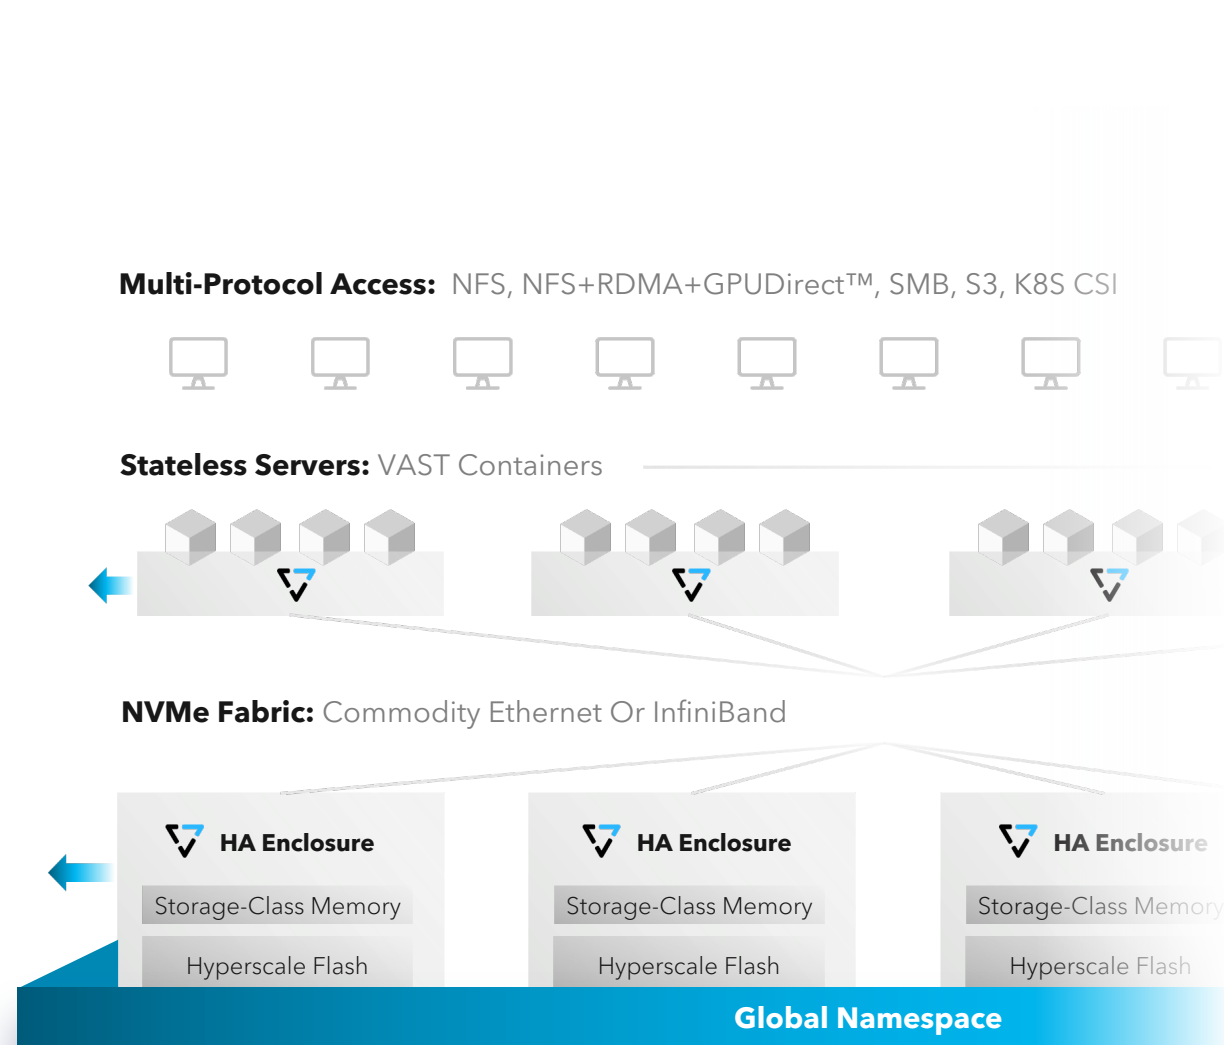 Multi-Protocol Access: NFS, NFS+RDMA+GPUDirect™, SMB, S3, K8S CSI
Stateless Servers: VAST Containers
NVMe Fabric: Commodity Ethernet Or InfiniBand
HA Enclosure HA Enclosure HA Enclosure
Storage-Class Memory Storage-Class Memory Storage-Class Memory
Hyperscale Flash Hyperscale Flash Hyperscale Flash
Global Namespace